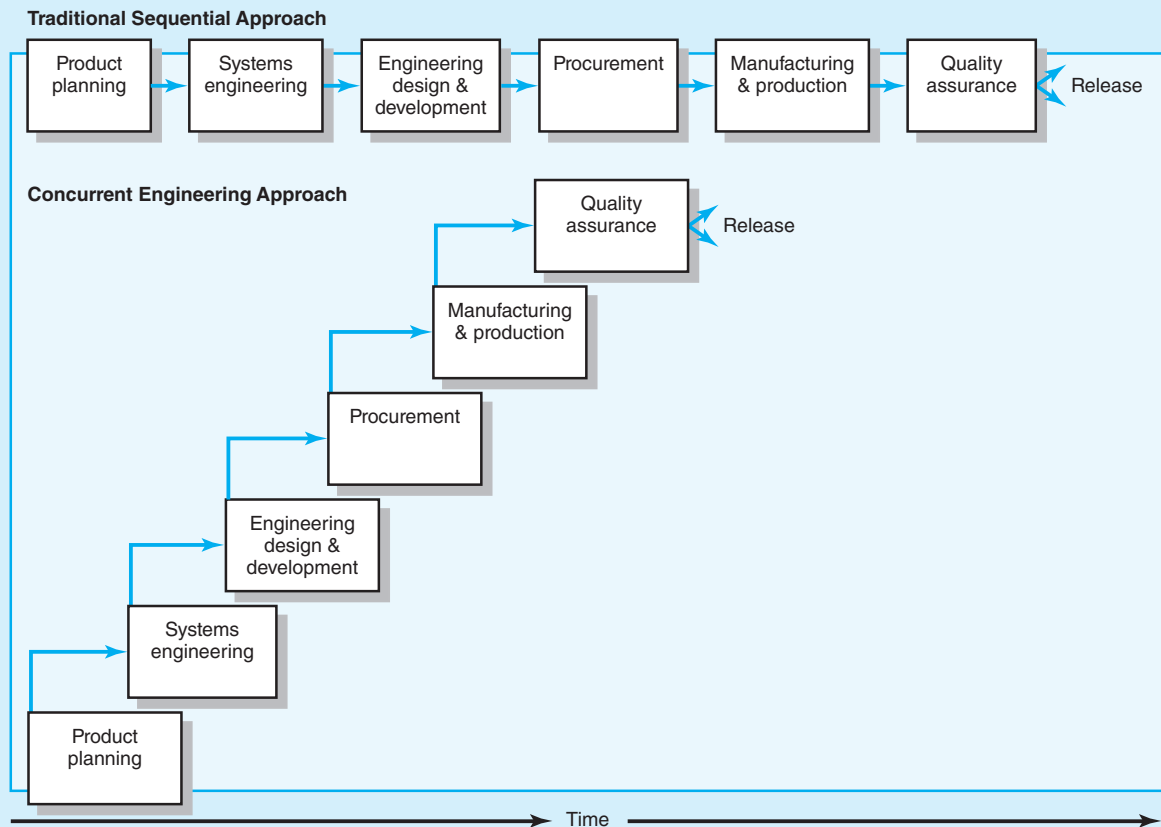 Traditional Sequential Approach
Product
planning
Systems
engineering
Engineering
design &
development
Procurement
Manufacturing
& production
Quality
assurance
Release
Concurrent Engineering Approach
Quality
assurance
Release
Manufacturing
& production
Procurement
Engineering
design &
development
Systems
engineering
Product
planning
Time